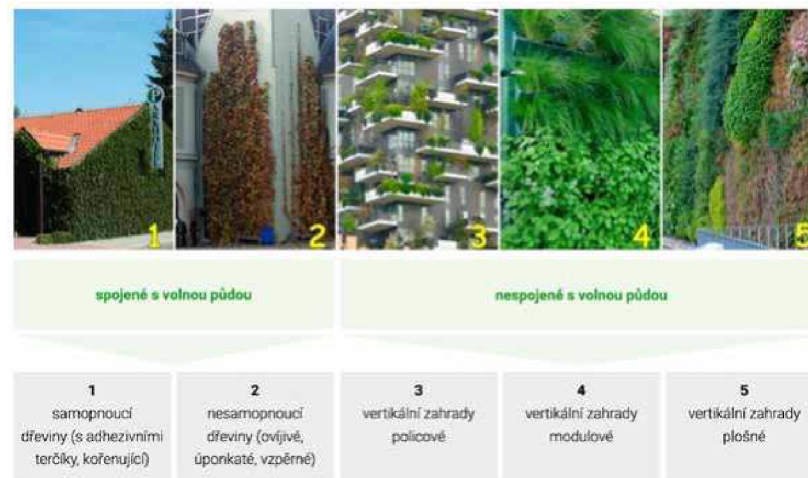 1
2
3
4
5
spojené s volnou půdou
nespojené s volnou půdou
1
samopnoucí
dřeviny (s adhezivními
terčíky, kořenující)
2
nesamopnoucí
dřeviny (ovíjivé,
úponkaté, vzpěrné)
3
vertikální zahrady
policové
4
vertikální zahrady
modulové
5
vertikální zahrady
plošné